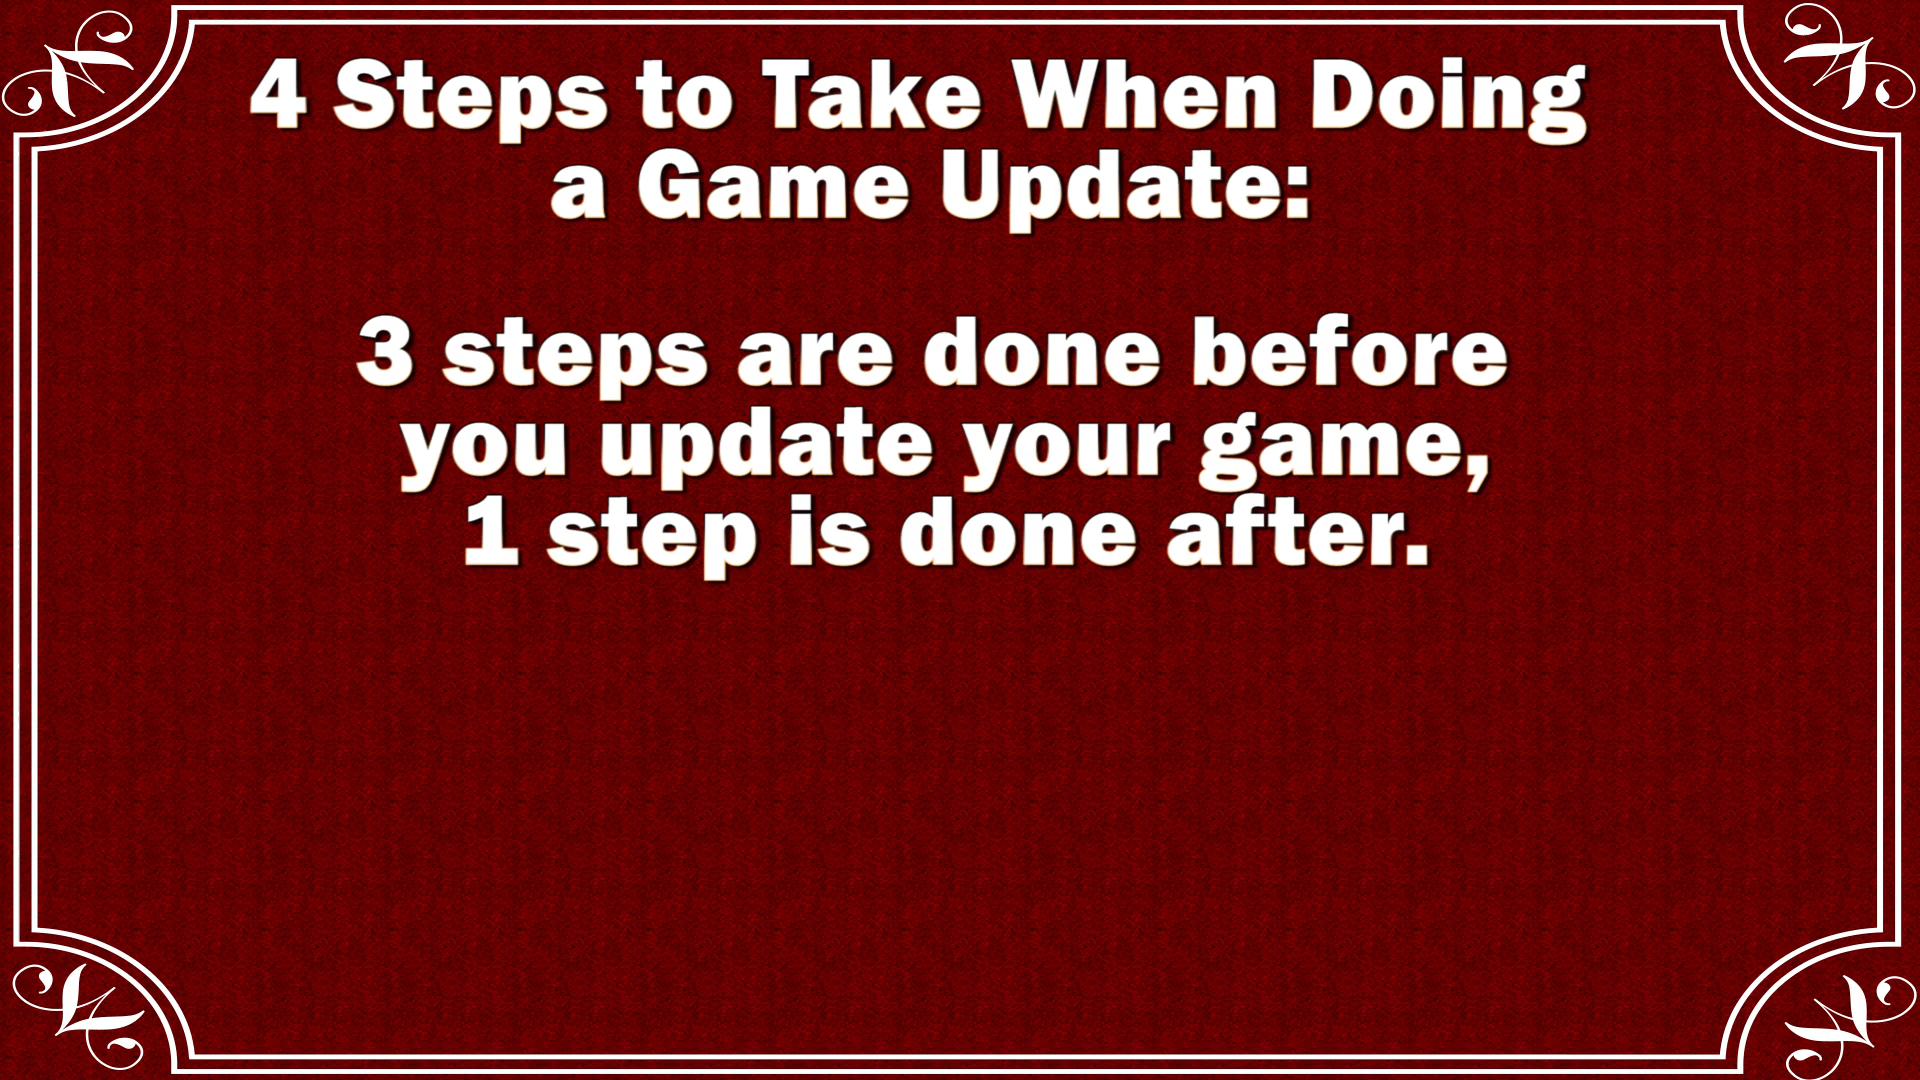 4 Steps to Take When Doing
a Game Update:
3 steps are done before
you update your game,
1 step is done after.